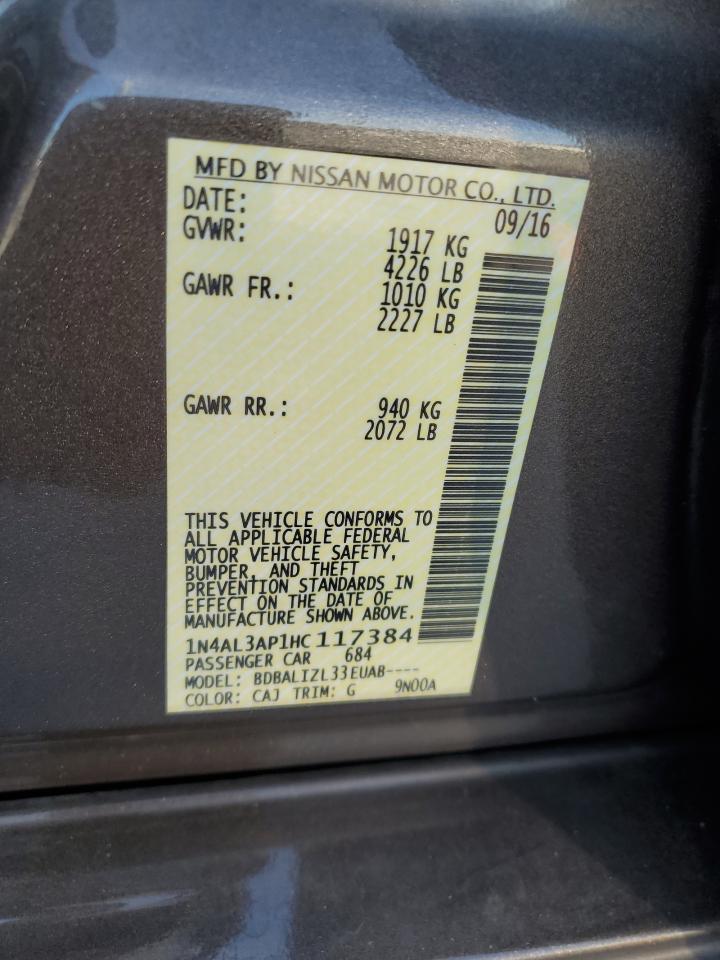 MFD BY NISSAN MOTOR CO., LTD.
DATE: 09/16
GVWR: 1917 KG
4226 LB
GAWR FR.: 1010 KG
2227 LB
GAWR RR.: 940 KG
2072 LB
THIS VEHICLE CONFORMS TO
ALL APPLICABLE FEDERAL
MOTOR VEHICLE SAFETY,
BUMPER, AND THEFT
PREVENTION STANDARDS IN
EFFECT ON THE DATE OF
MANUFACTURE SHOWN ABOVE.
1N4AL3AP1HC117384
PASSENGER CAR 684
MODEL: BDBALIZL33EUAB----
COLOR: CAJ TRIM: G 9N00A